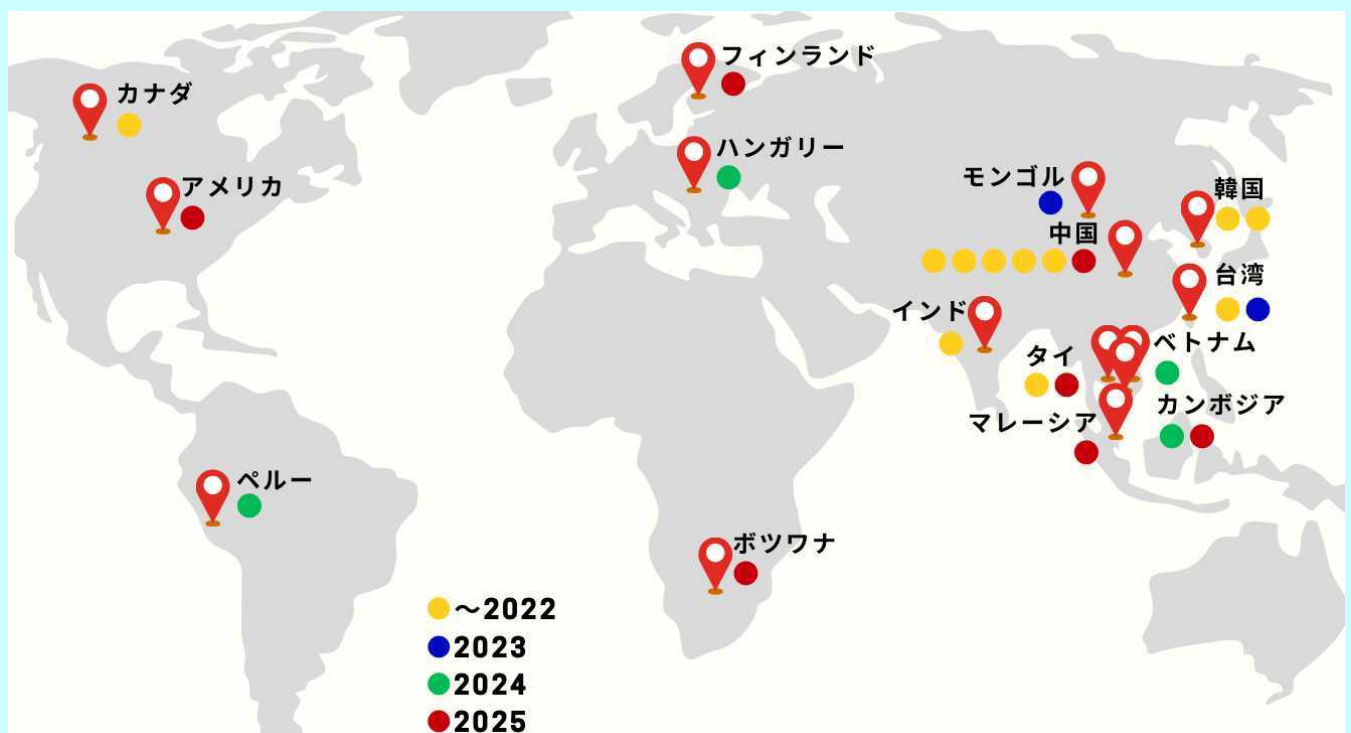 フィンランド
カナダ
ハンガリー
アメリカ
モンゴル
韓国
中国
台湾
インド
タイ
ベトナム
カンボジア
マレーシア
ペルー
ボツワナ
～2022
2023
2024
2025